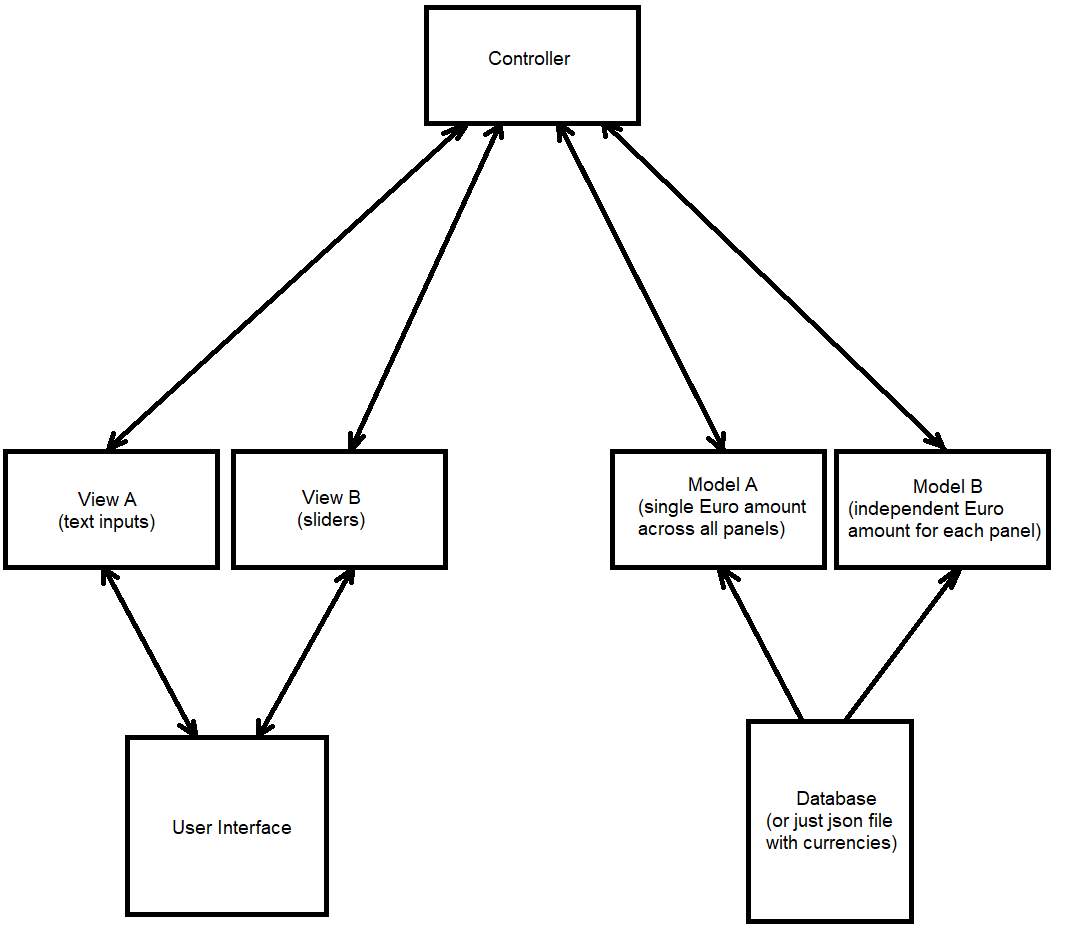 Controller
View A
(text inputs)
View B
(sliders)
Model A
(single Euro amount
across all panels)
Model B
(independent Euro
amount for each panel)
User Interface
Database
(or just json file
with currencies)